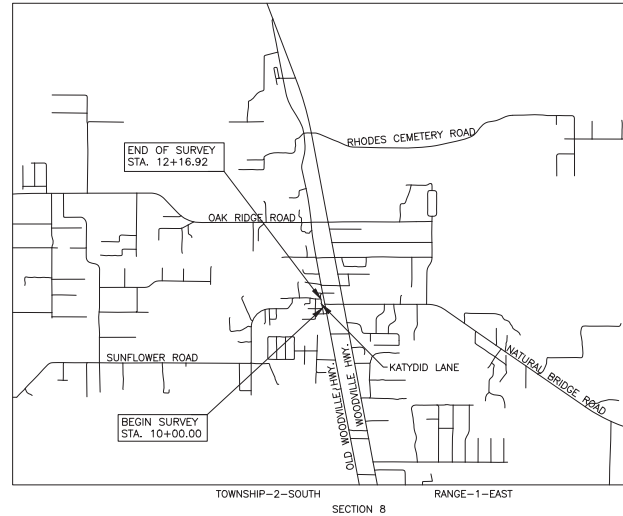 RHODES CEMETERY ROAD
END OF SURVEY
STA. 12+16.92
OAK RIDGE ROAD
SUNFLOWER ROAD
KATYDID LANE
NATURAL BRIDGE ROAD
OLD WOODVILLE HWY.
WOODVILLE HWY.
BEGIN SURVEY
STA. 10+00.00
TOWNSHIP-2-SOUTH
RANGE-1-EAST
SECTION 8